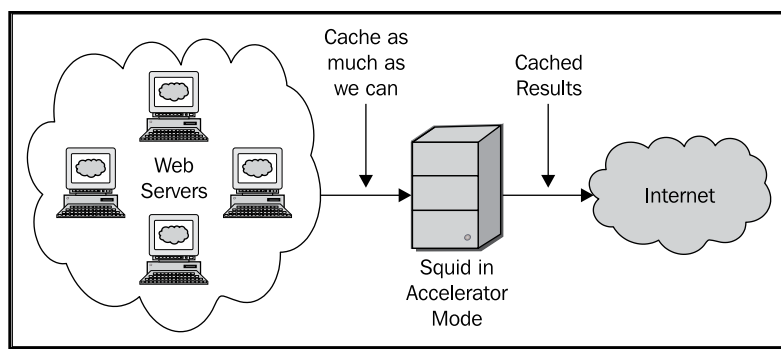 Cache as
much as
we can
Cached
Results
Web
Servers
Internet
Squid in
Accelerator
Mode